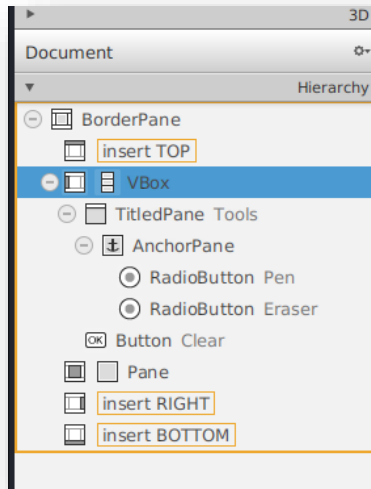 3D
Document
Hierarchy
BorderPane
insert TOP
VBox
TitledPane Tools
AnchorPane
RadioButton Pen
RadioButton Eraser
OK Button Clear
Pane
insert RIGHT
insert BOTTOM